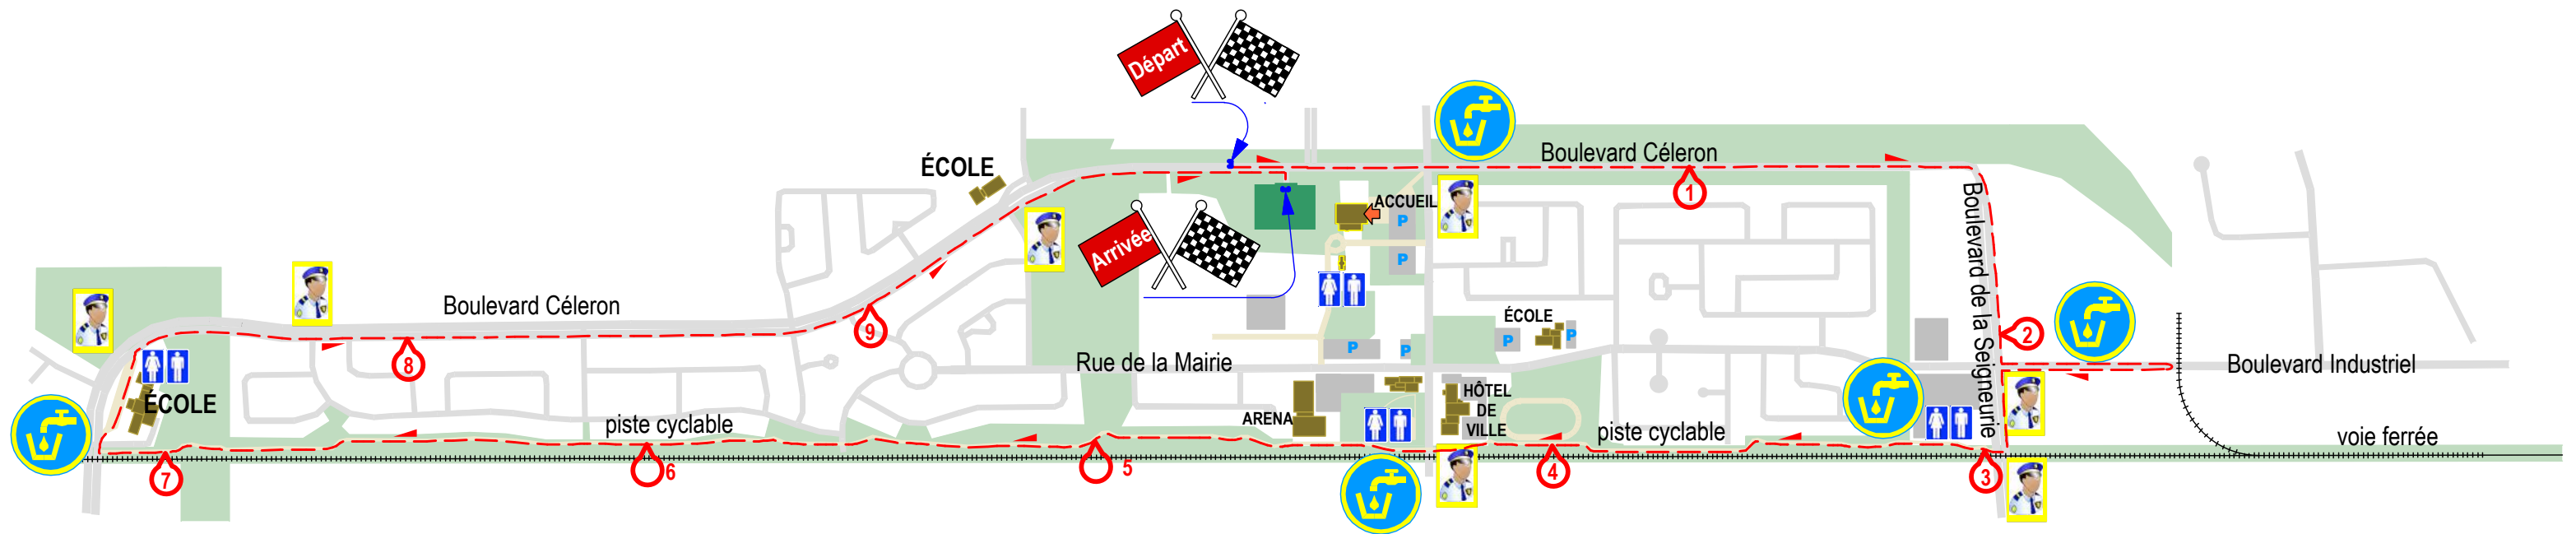 Départ
ÉCOLE
Boulevard Céleron
1
ACCUEIL
P
P
Arrivée
Boulevard de la Seigneurie
2
Boulevard Céleron
9
8
ÉCOLE
P
P
P
P
Rue de la Mairie
Boulevard Industriel
ÉCOLE
HÔTEL
DE
VILLE
ARENA
piste cyclable
piste cyclable
voie ferrée
7
6
5
4
3